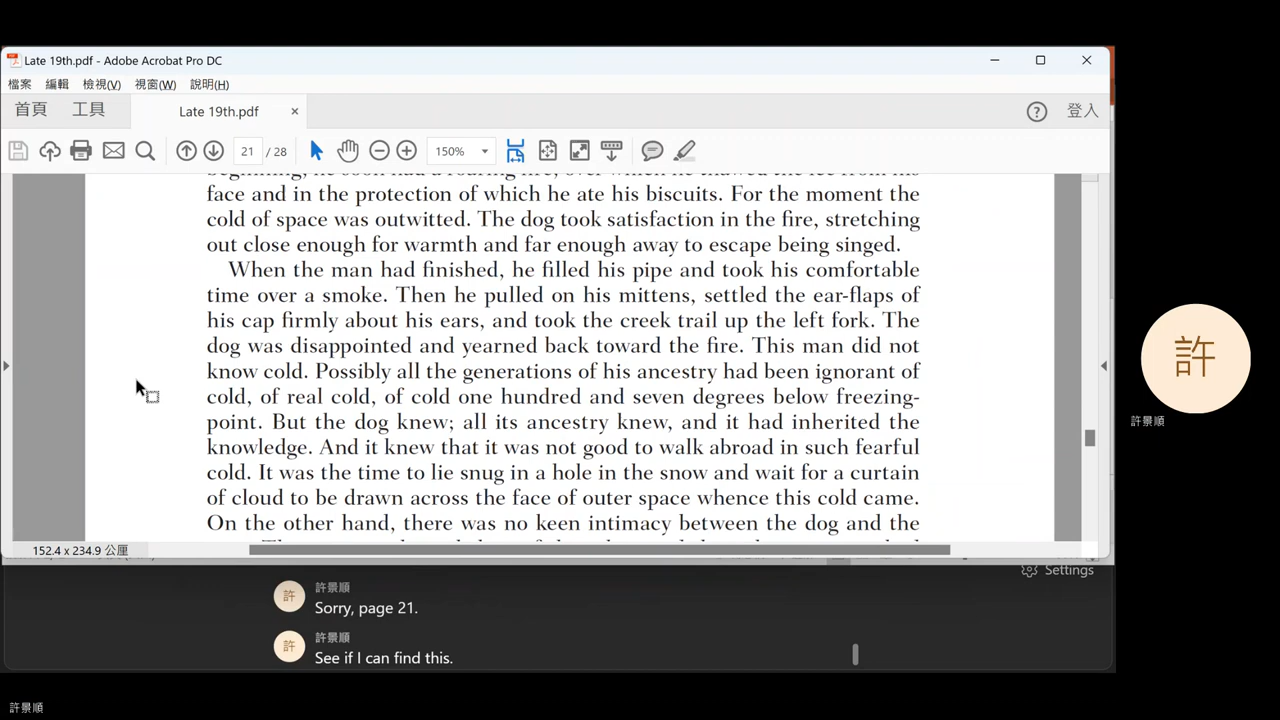 Late 19th.pdf - Adobe Acrobat Pro DC
檔案 編輯 檢視(V) 視窗(W) 說明(H)
首頁 工具 Late 19th.pdf × 登入
21 / 28 150%
face and in the protection of which he ate his biscuits. For the moment the
cold of space was outwitted. The dog took satisfaction in the fire, stretching
out close enough for warmth and far enough away to escape being singed.
When the man had finished, he filled his pipe and took his comfortable
time over a smoke. Then he pulled on his mittens, settled the ear-flaps of
his cap firmly about his ears, and took the creek trail up the left fork. The
dog was disappointed and yearned back toward the fire. This man did not
know cold. Possibly all the generations of his ancestry had been ignorant of
cold, of real cold, of cold one hundred and seven degrees below freezing-
point. But the dog knew; all its ancestry knew, and it had inherited the
knowledge. And it knew that it was not good to walk abroad in such fearful
cold. It was the time to lie snug in a hole in the snow and wait for a curtain
of cloud to be drawn across the face of outer space whence this cold came.
On the other hand, there was no keen intimacy between the dog and the
152.4 x 234.9 公厘
Settings
許 許景順
Sorry, page 21.
許 許景順
See if I can find this.
許
許景順
許景順